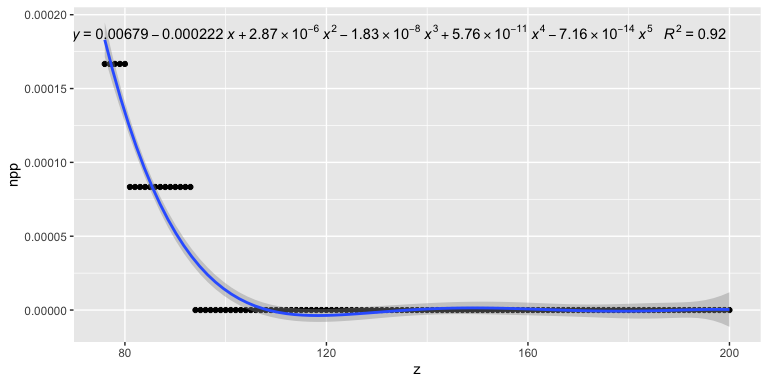 0.00020
y = 0.00679 − 0.000222 x + 2.87 × 10⁻⁶ x² − 1.83 × 10⁻⁸ x³ + 5.76 × 10⁻¹¹ x⁴ − 7.16 × 10⁻¹⁴ x⁵ R² = 0.92
0.00015
0.00010
0.00005
0.00000
npp
80 120 160 200
z